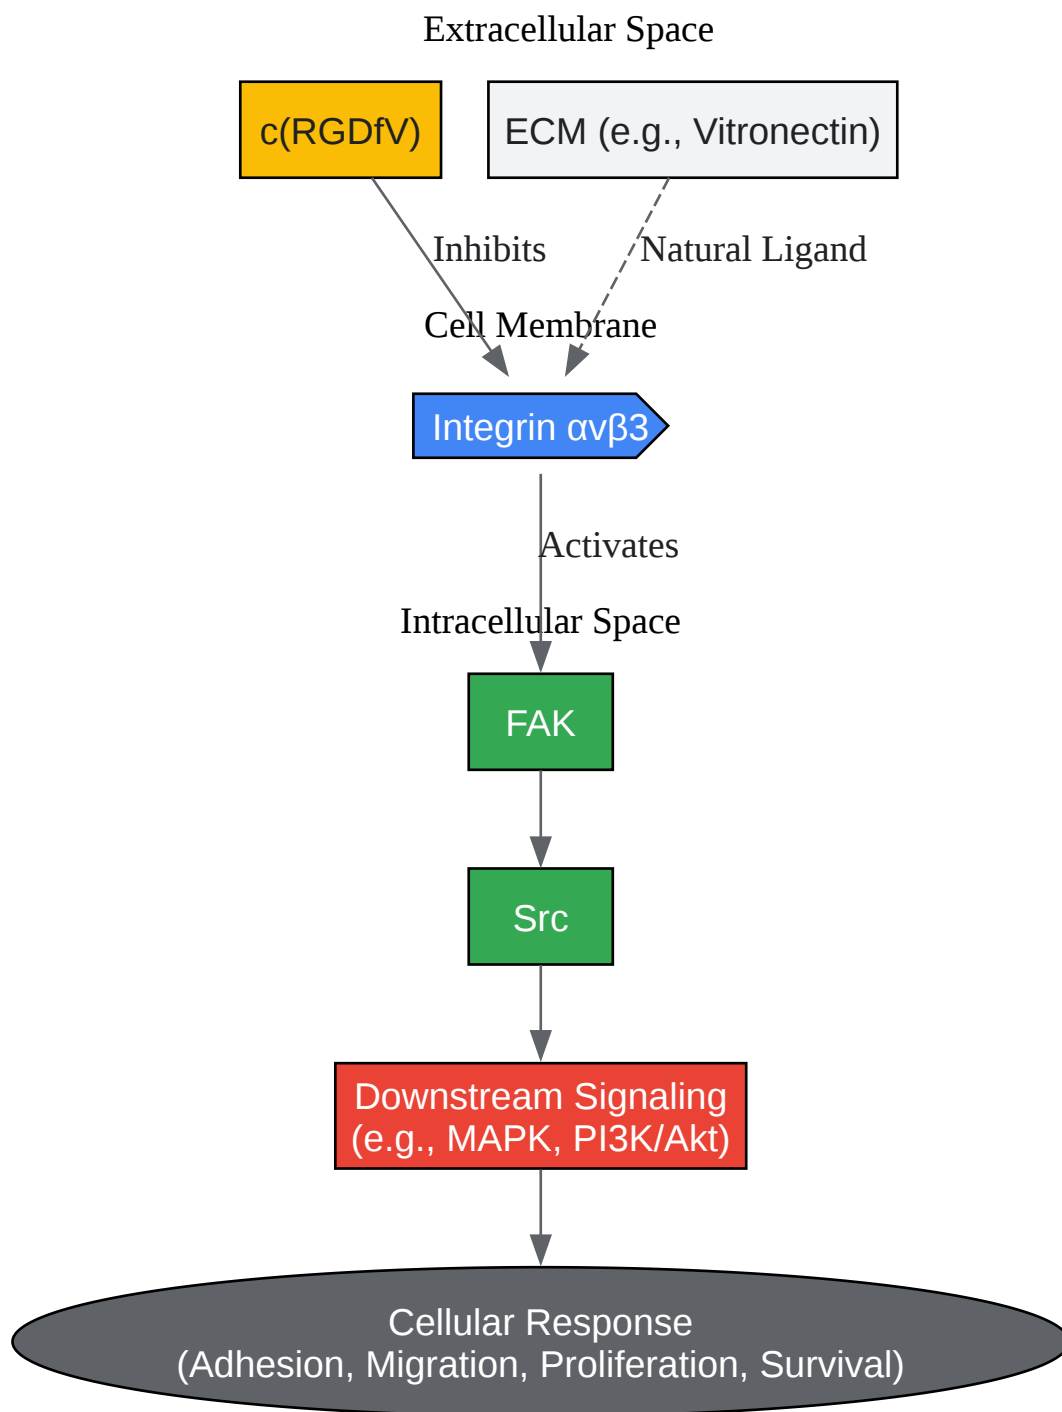 Extracellular Space
c(RGDfV)
ECM (e.g., Vitronectin)
Inhibits
Natural Ligand
Cell Membrane
Integrin αvβ3
Activates
Intracellular Space
FAK
Src
Downstream Signaling
(e.g., MAPK, PI3K/Akt)
Cellular Response
(Adhesion, Migration, Proliferation, Survival)